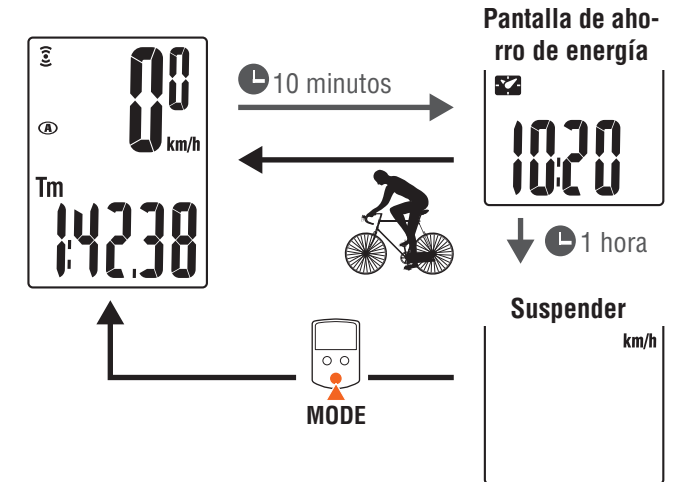 Pantalla de aho-
rro de energía
0.0
km/h
A
Tm
1:42.38
10 minutos
10:20
1 hora
Suspender
km/h
MODE